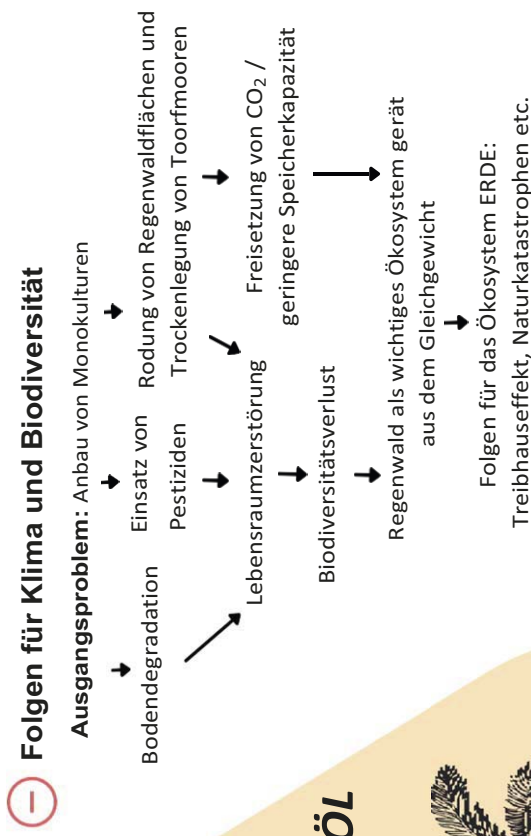 Folgen für Klima und Biodiversität
Ausgangsproblem: Anbau von Monokulturen
Bodendegradation
Einsatz von
Pestiziden
Rodung von Regenwaldflächen und
Trockenlegung von Toorfmooren
Lebensraumzerstörung
Freisetzung von CO₂ /
geringere Speicherkapazität
Biodiversitätsverlust
Regenwald als wichtiges Ökosystem gerät
aus dem Gleichgewicht
Folgen für das Ökosystem ERDE:
Treibhauseffekt, Naturkatastrophen etc.
ÖL